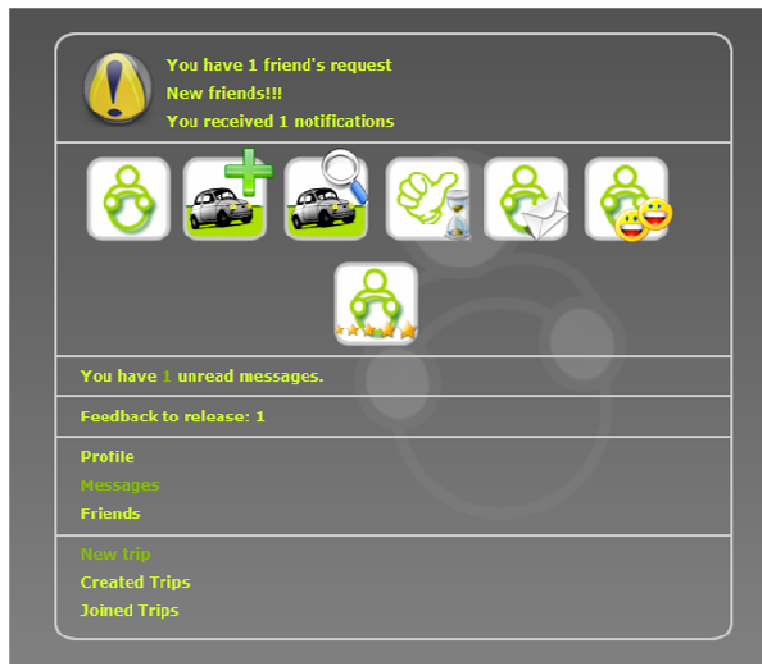 You have 1 friend's request
New friends!!!
You received 1 notifications
You have 1 unread messages.
Feedback to release: 1
Profile
Messages
Friends
New trip
Created Trips
Joined Trips